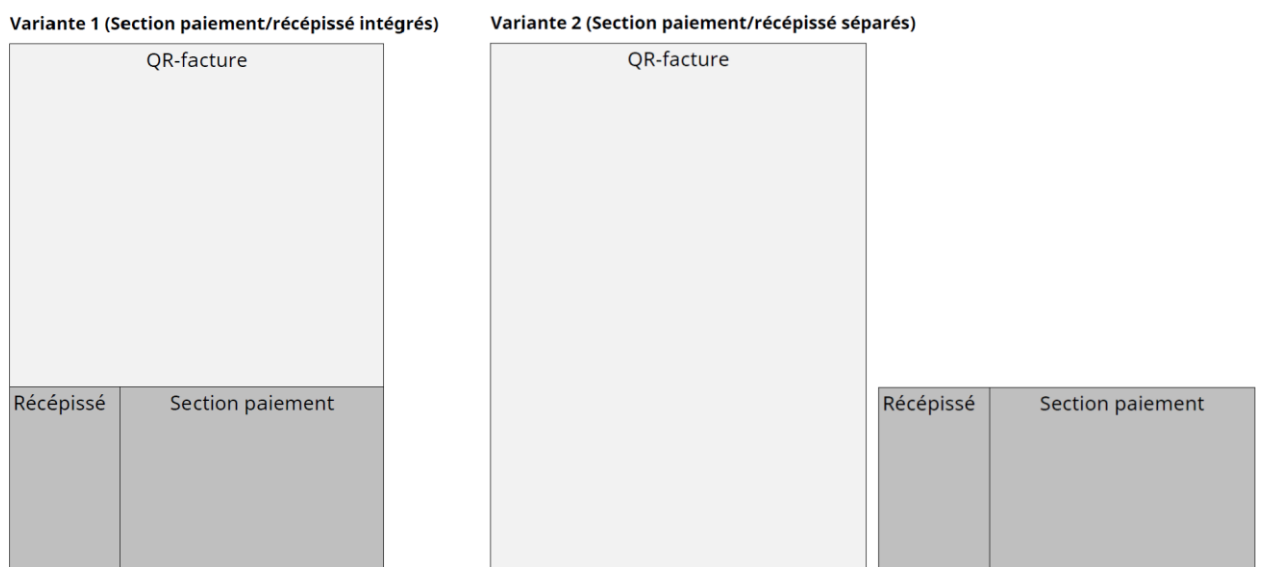 Variante 1 (Section paiement/récépissé intégrés)
QR-facture
Récépissé
Section paiement
Variante 2 (Section paiement/récépissé séparés)
QR-facture
Récépissé
Section paiement